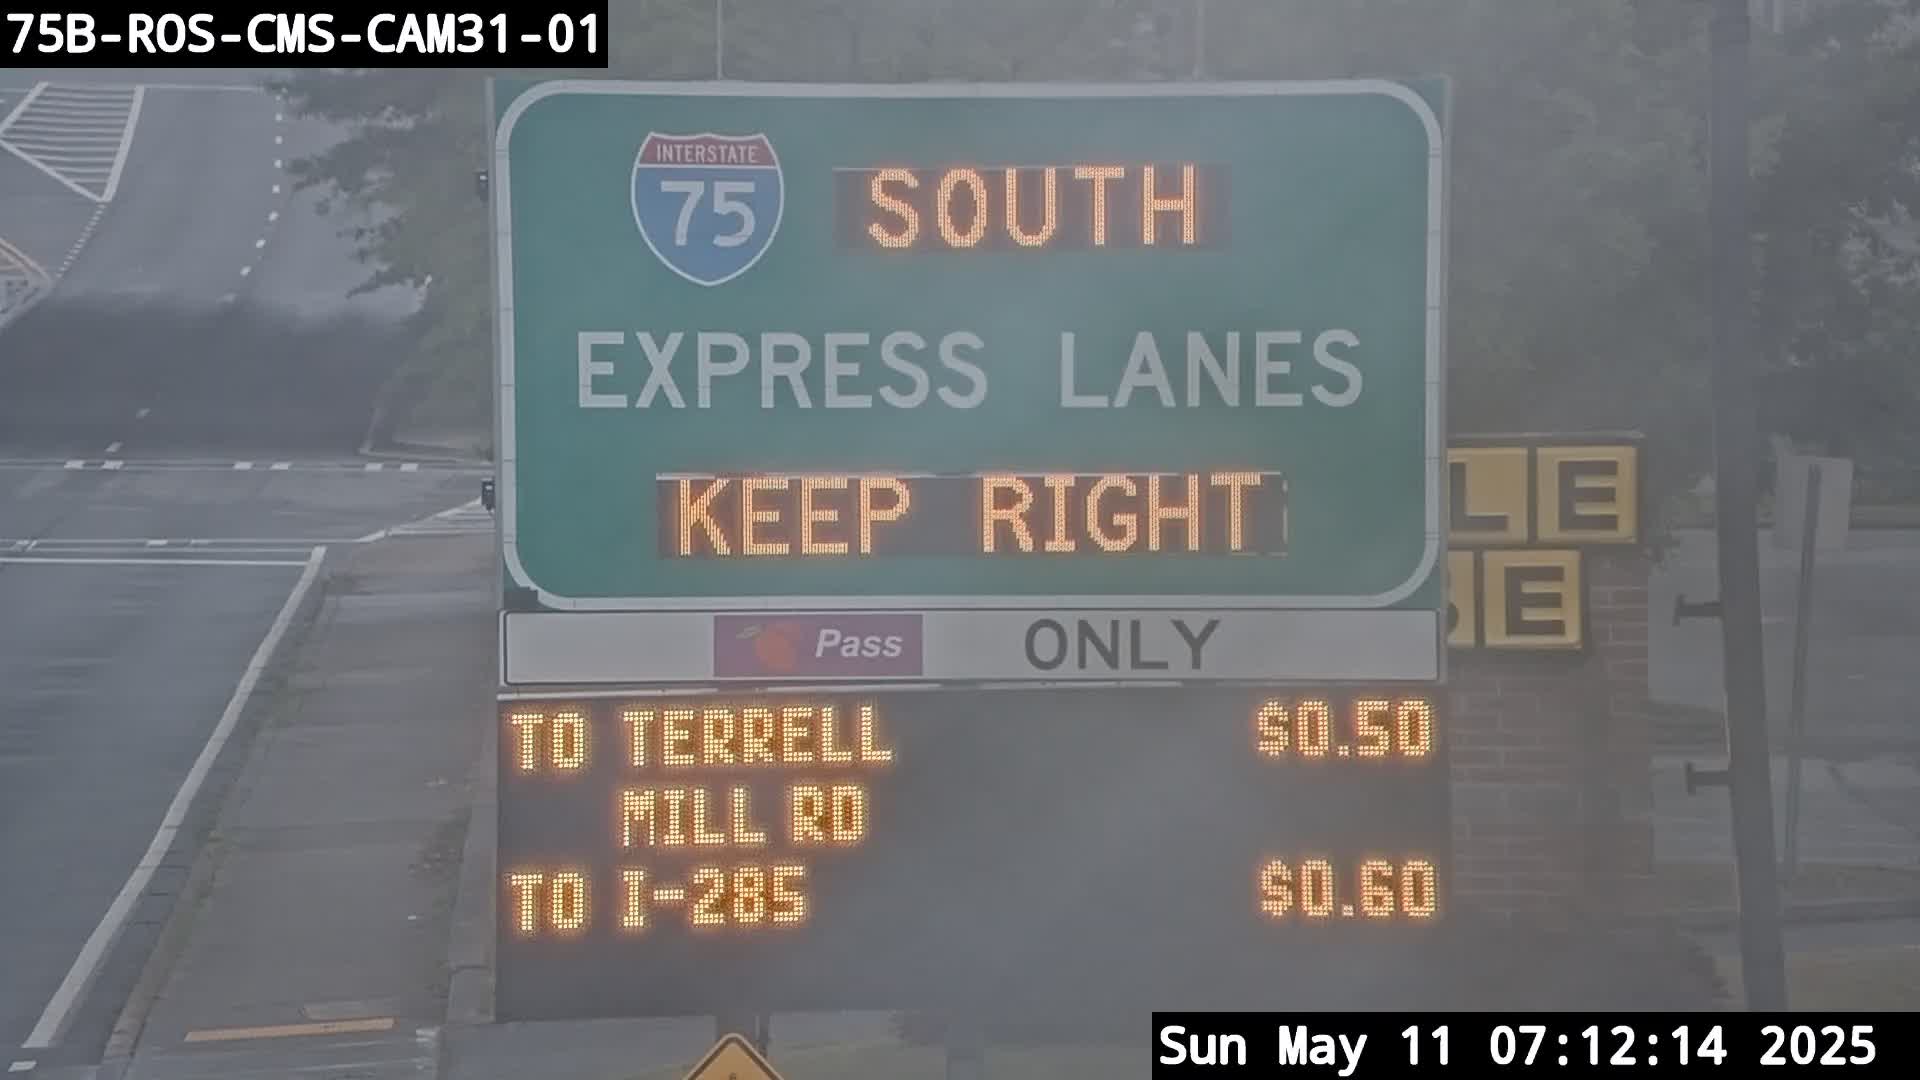 75B-ROS-CMS-CAM31-01
INTERSTATE
75
SOUTH
EXPRESS LANES
KEEP RIGHT
Pass ONLY
TO TERRELL $0.50
MILL RD
TO I-285 $0.60
LE
E
Sun May 11 07:12:14 2025